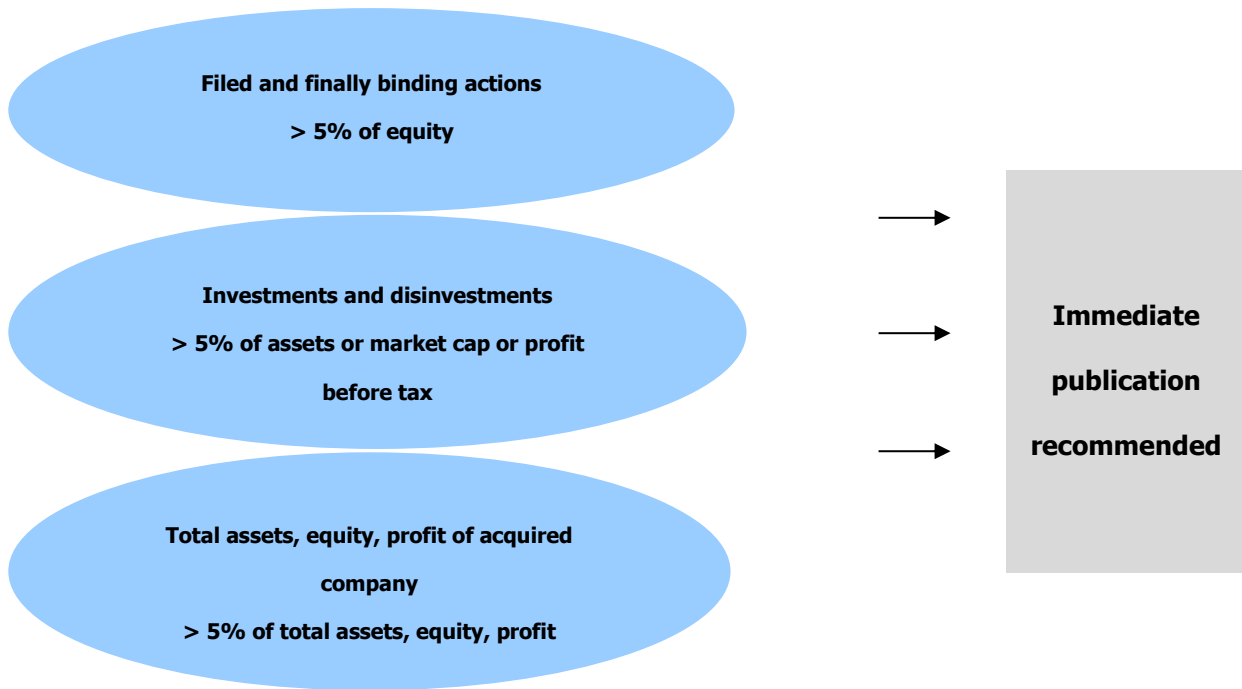 Filed and finally binding actions
> 5% of equity
Investments and disinvestments
> 5% of assets or market cap or profit
before tax
Total assets, equity, profit of acquired
company
> 5% of total assets, equity, profit
Immediate
publication
recommended